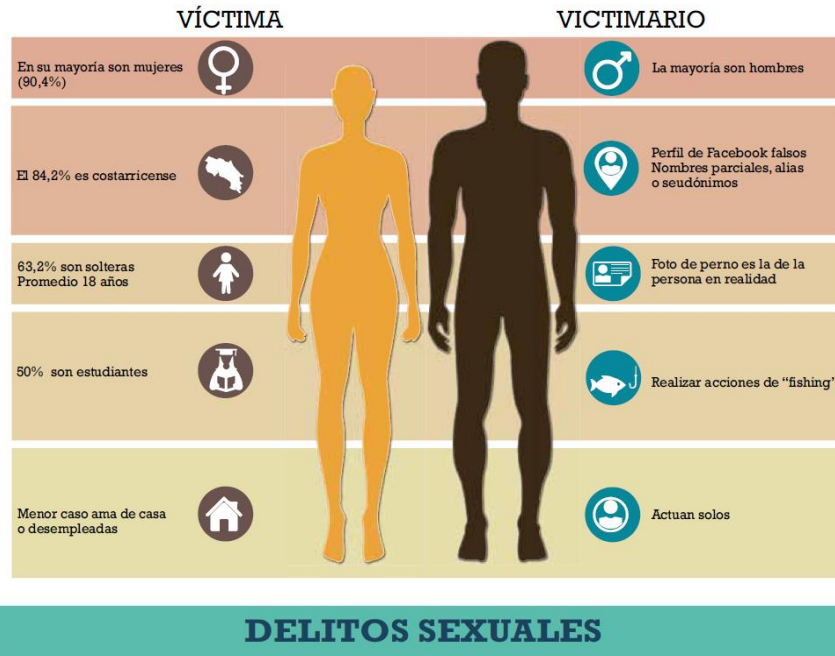 VÍCTIMA
VICTIMARIO
En su mayoría son mujeres
(90,4%)
La mayoría son hombres
El 84,2% es costarricense
Perfil de Facebook falsos
Nombres parciales, alias
o seudónimos
63,2% son solteras
Promedio 18 años
Foto de perno es la de la
persona en realidad
50% son estudiantes
Realizar acciones de “fishing”
Menor caso ama de casa
o desempleadas
Actuan solos
DELITOS SEXUALES